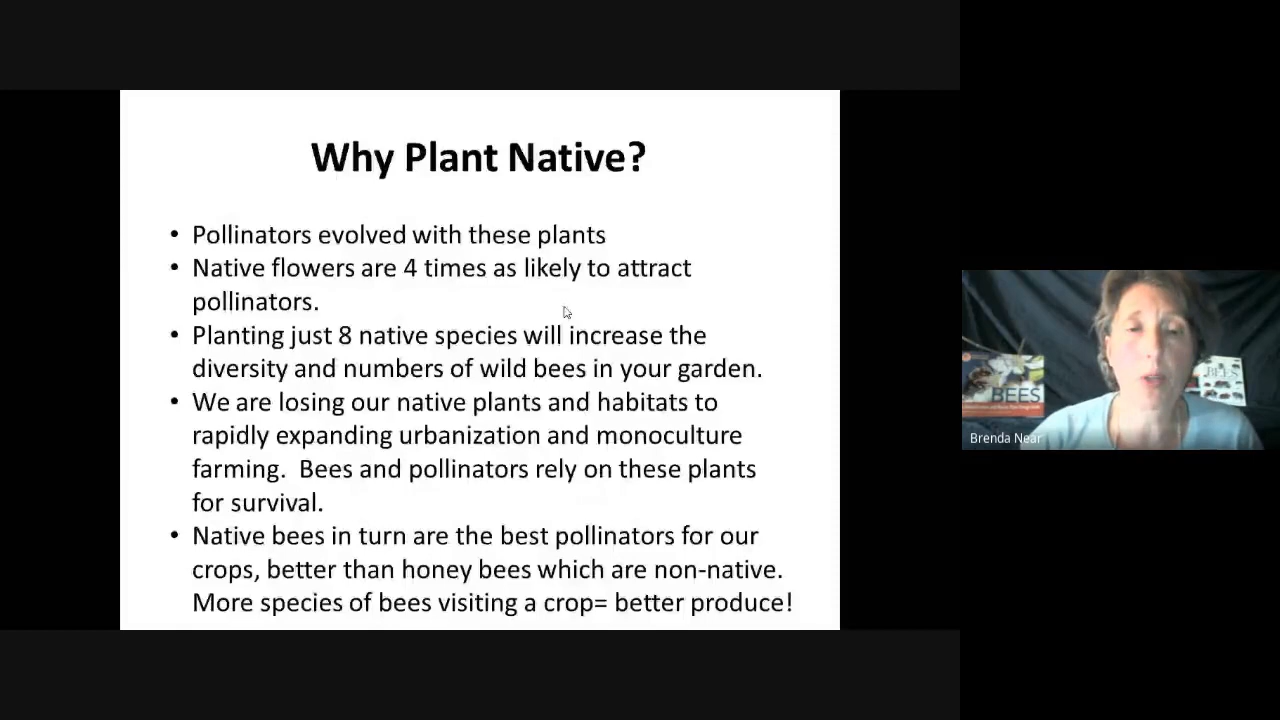 Why Plant Native?
• Pollinators evolved with these plants
• Native flowers are 4 times as likely to attract
pollinators.
• Planting just 8 native species will increase the
diversity and numbers of wild bees in your garden.
• We are losing our native plants and habitats to
rapidly expanding urbanization and monoculture
farming.  Bees and pollinators rely on these plants
for survival.
• Native bees in turn are the best pollinators for our
crops, better than honey bees which are non-native.
More species of bees visiting a crop= better produce!
BEES
BEES
Brenda Near